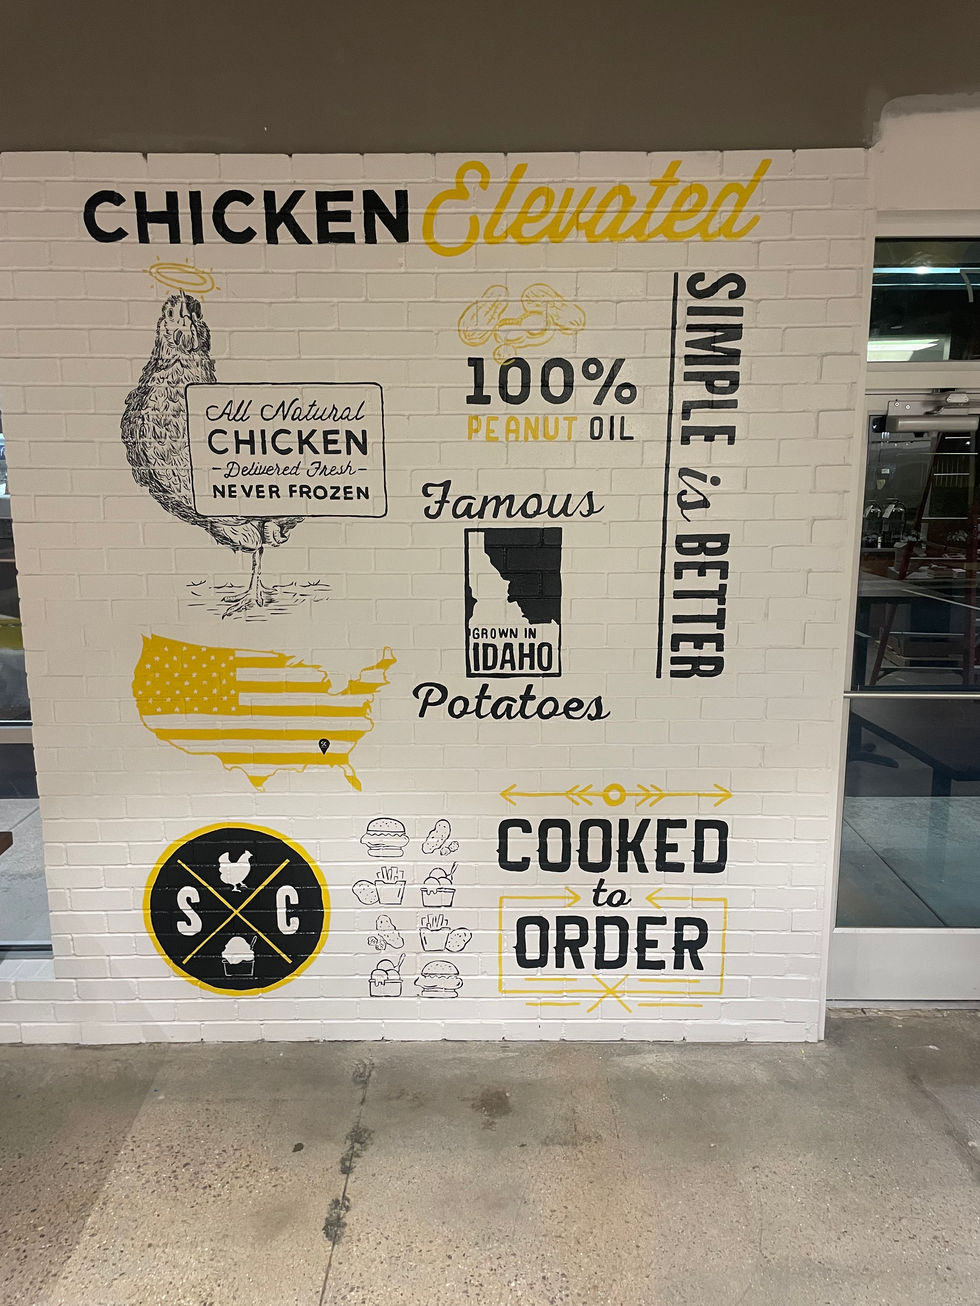 CHICKEN Elevated
All Natural
CHICKEN
-Delivered Fresh-
NEVER FROZEN
100%
PEANUT OIL
SIMPLE is BETTER
Famous
GROWN IN
IDAHO
Potatoes
SC
S C
COOKED
to
ORDER